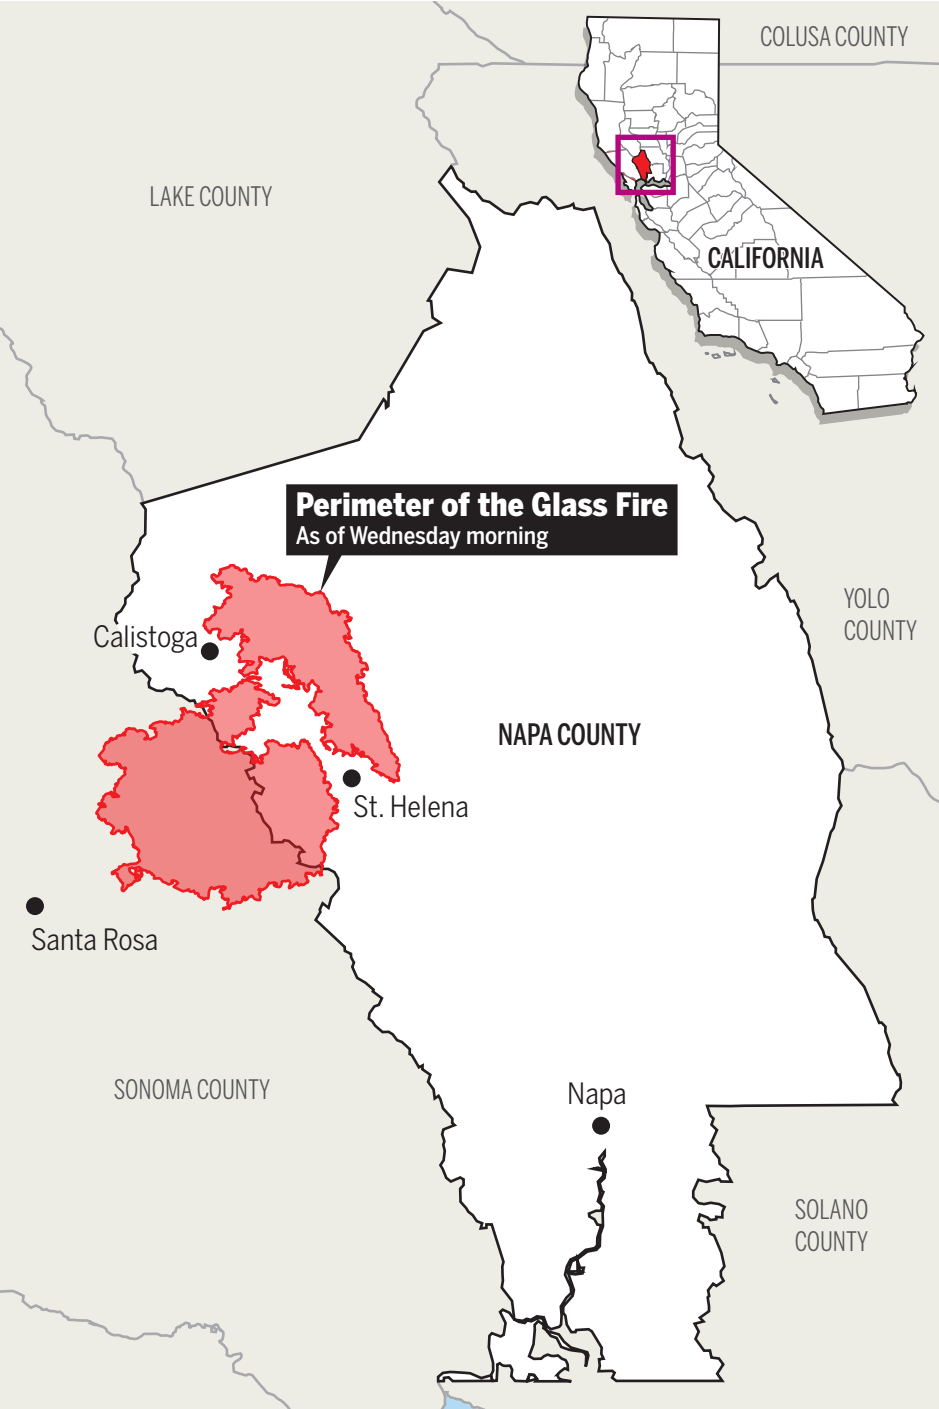 COLUSA COUNTY
LAKE COUNTY
CALIFORNIA
Perimeter of the Glass Fire
As of Wednesday morning
YOLO
COUNTY
Calistoga
NAPA COUNTY
St. Helena
Santa Rosa
SONOMA COUNTY
Napa
SOLANO
COUNTY